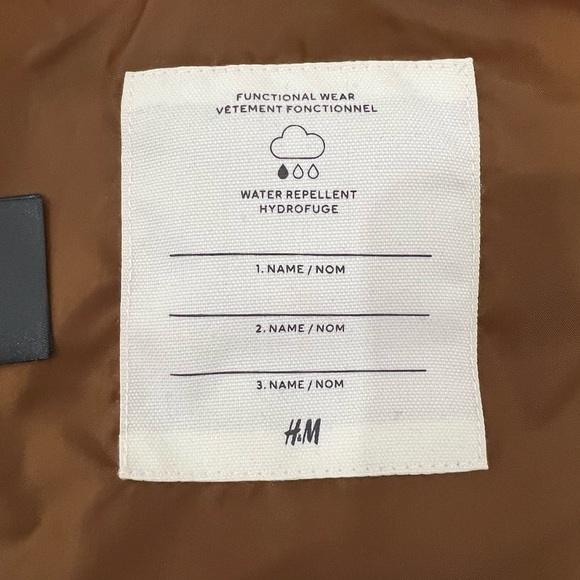 FUNCTIONAL WEAR
VÊTEMENT FONCTIONNEL
WATER REPELLENT
HYDROFUGE
1. NAME / NOM
2. NAME / NOM
3. NAME / NOM
H&M